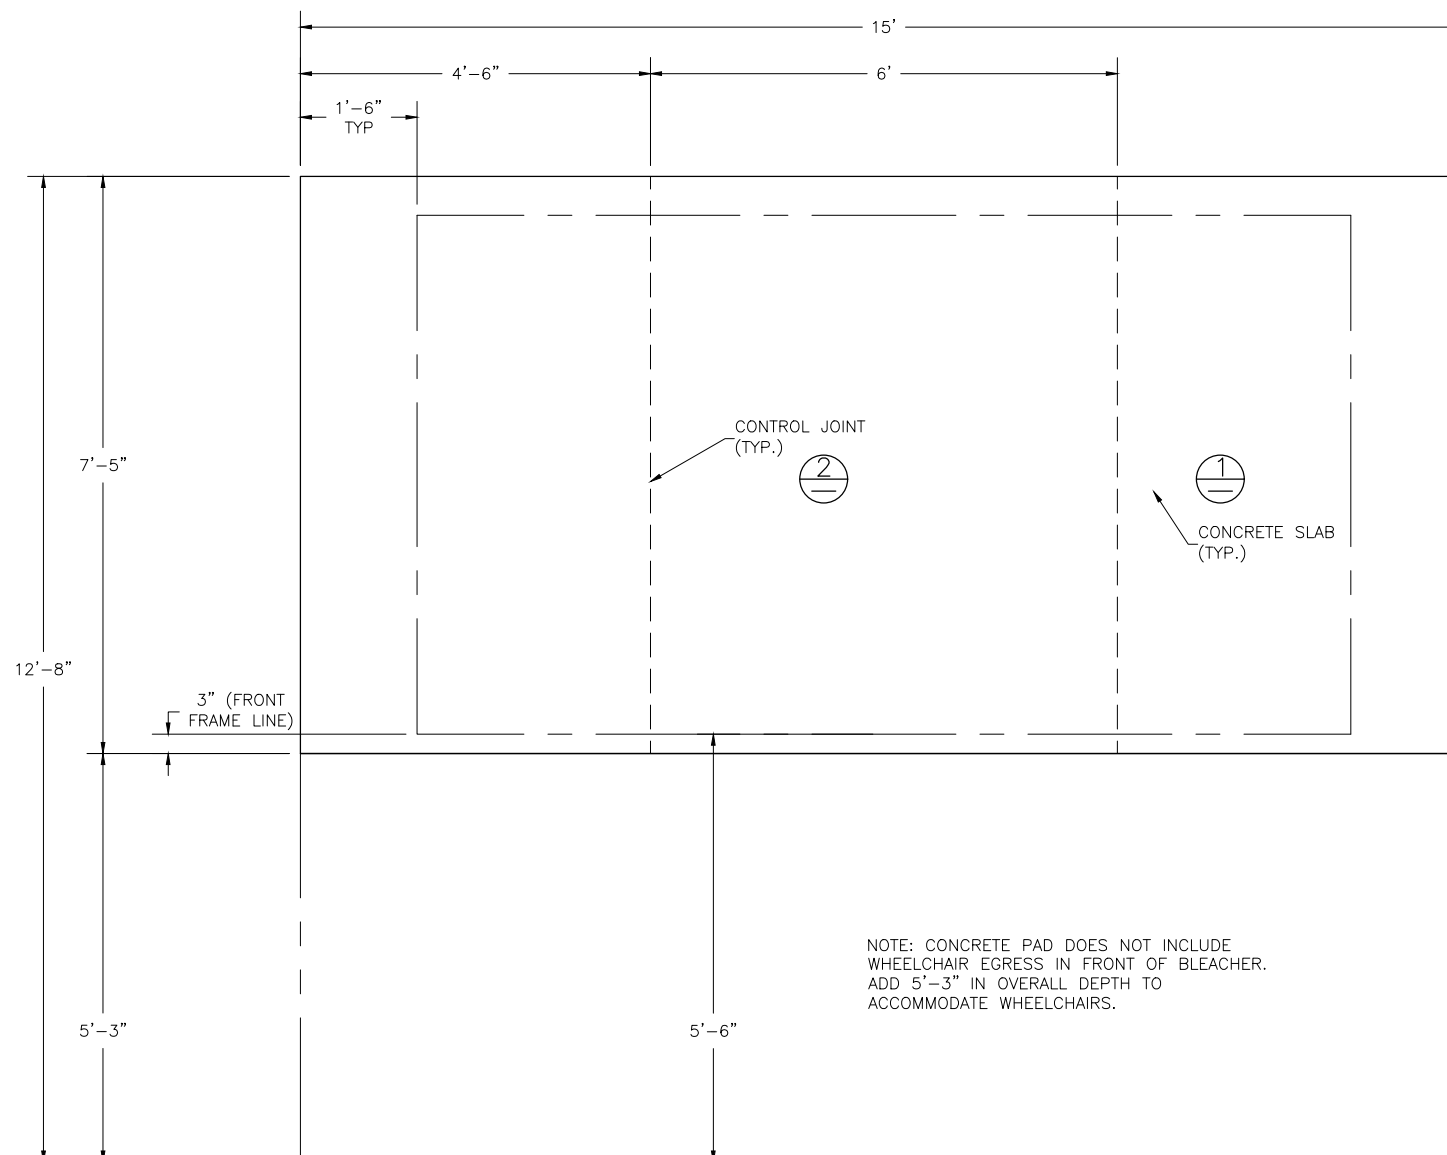 15'
4'-6"
6'
1'-6"
TYP
CONTROL JOINT
(TYP.)
2
1
7'-5"
CONCRETE SLAB
(TYP.)
12'-8"
3" (FRONT
FRAME LINE)
NOTE: CONCRETE PAD DOES NOT INCLUDE
WHEELCHAIR EGRESS IN FRONT OF BLEACHER.
ADD 5'-3" IN OVERALL DEPTH TO
ACCOMMODATE WHEELCHAIRS.
5'-3"
5'-6"